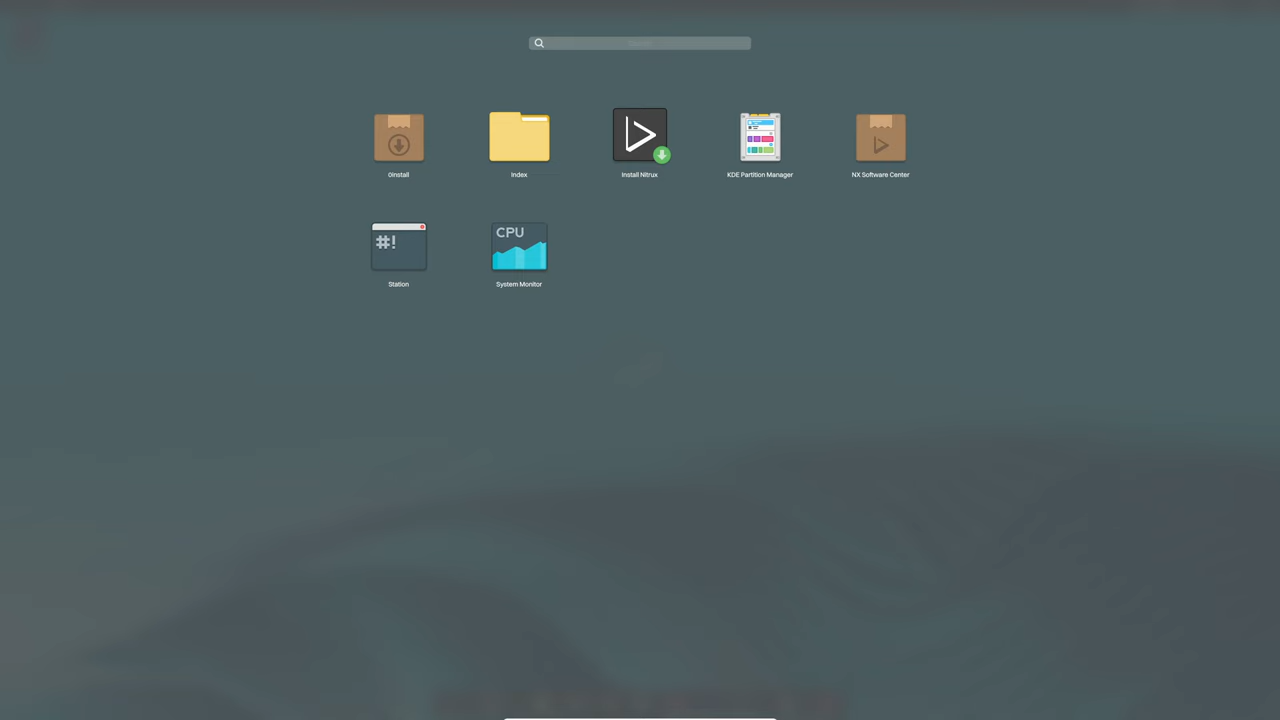 0Install
Index
Install Nitrux
KDE Partition Manager
NX Software Center
#!
Station
CPU
System Monitor